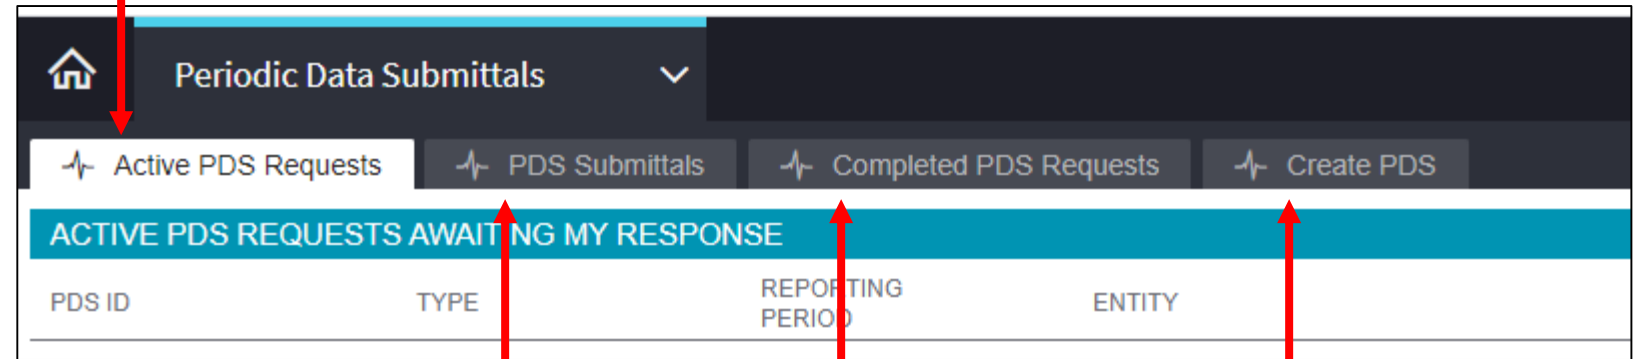 Periodic Data Submittals
Active PDS Requests
PDS Submittals
Completed PDS Requests
Create PDS
ACTIVE PDS REQUESTS AWAITING MY RESPONSE
PDS ID
TYPE
REPORTING
PERIOD
ENTITY